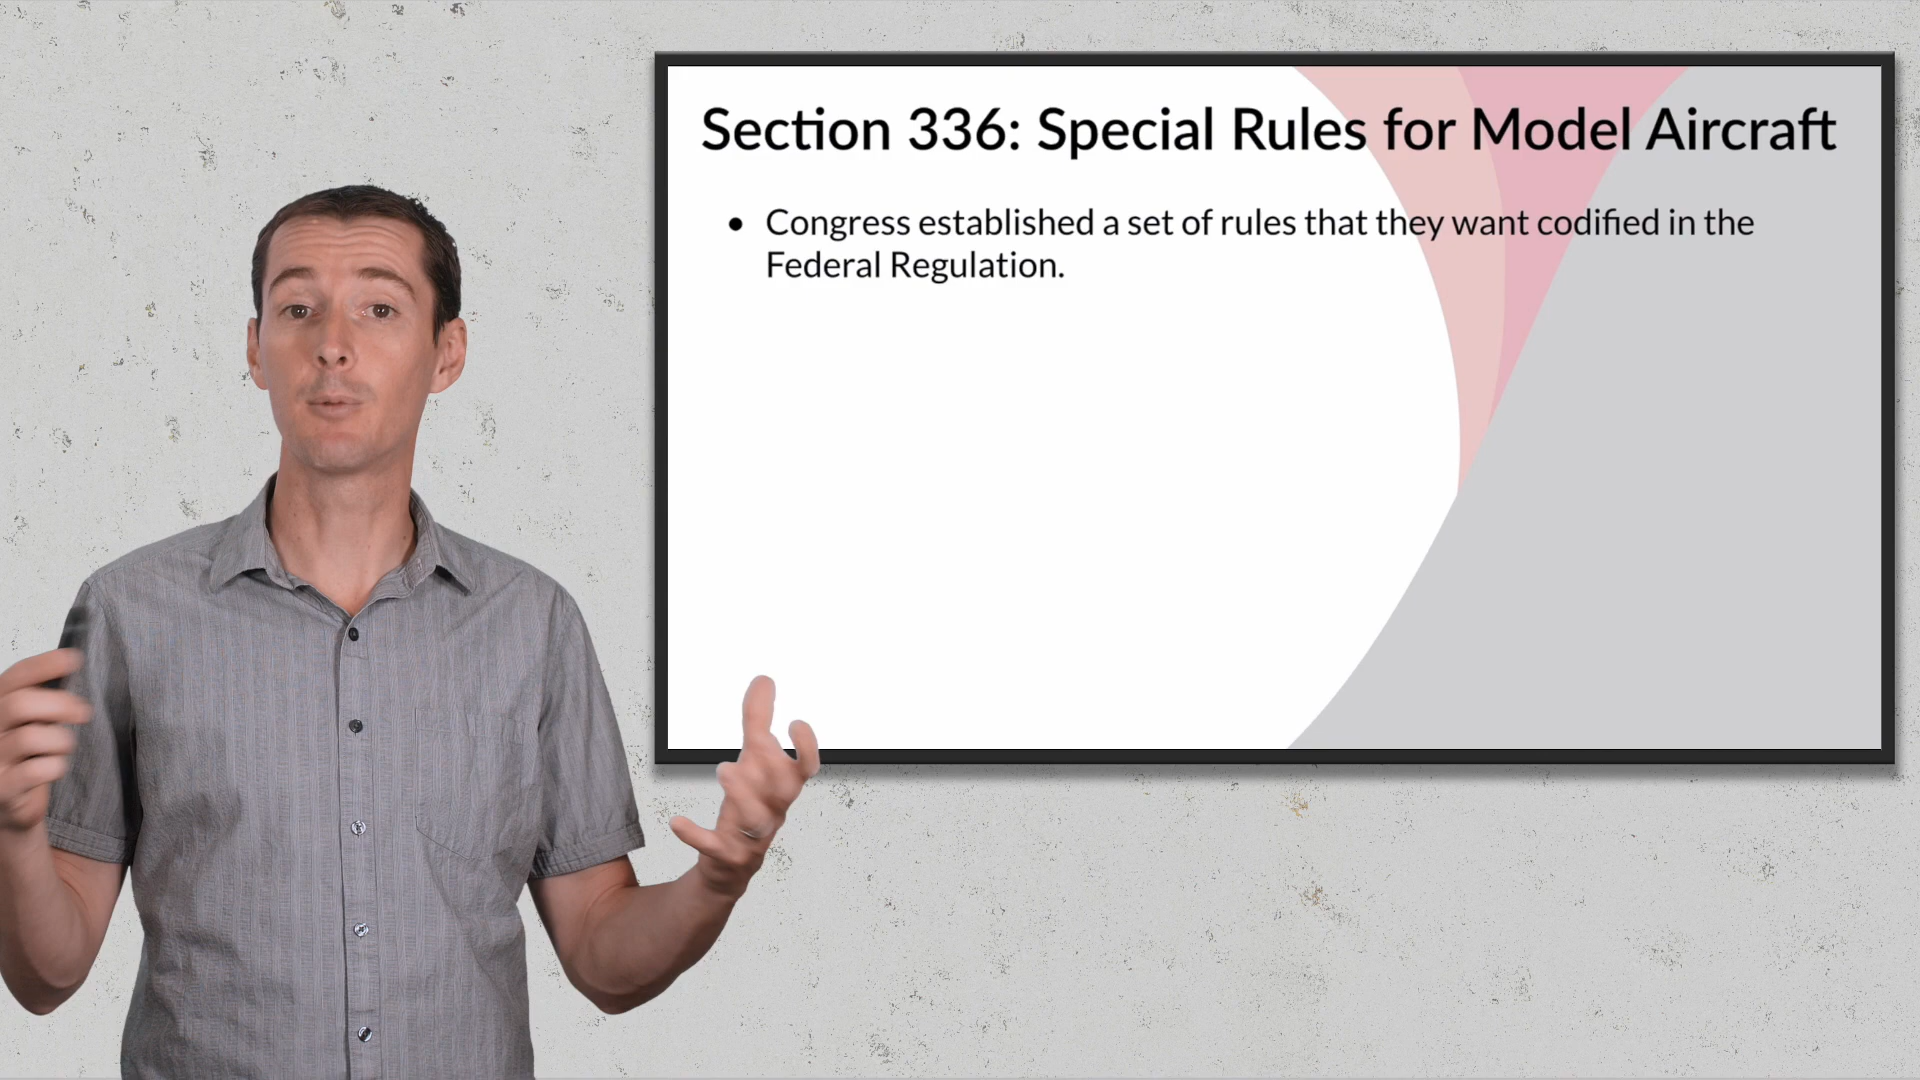 Section 336: Special Rules for Model Aircraft
• Congress established a set of rules that they want codified in the
Federal Regulation.